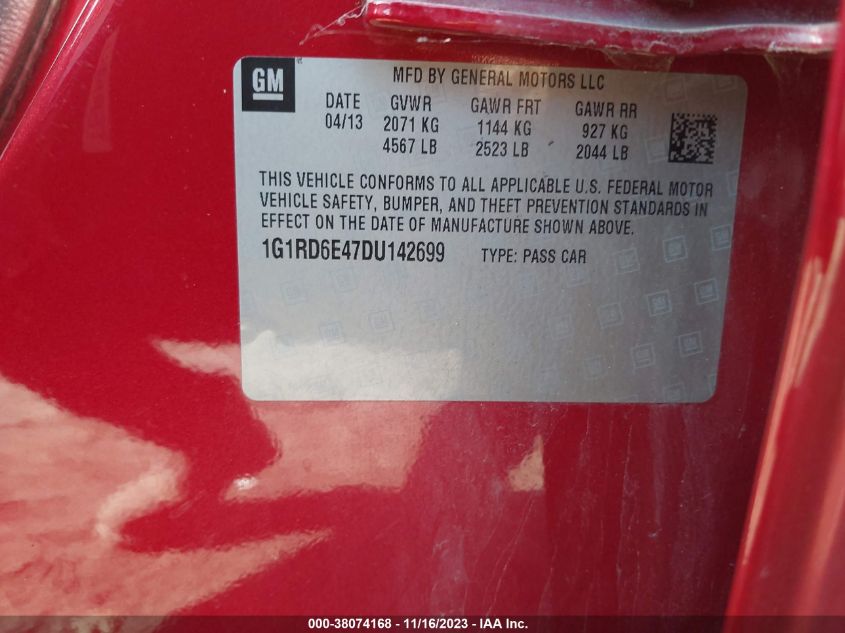 GM
MFD BY GENERAL MOTORS LLC
DATE GVWR GAWR FRT GAWR RR
04/13 2071 KG 1144 KG 927 KG
4567 LB 2523 LB 2044 LB
THIS VEHICLE CONFORMS TO ALL APPLICABLE U.S. FEDERAL MOTOR
VEHICLE SAFETY, BUMPER, AND THEFT PREVENTION STANDARDS IN
EFFECT ON THE DATE OF MANUFACTURE SHOWN ABOVE.
1G1RD6E47DU142699 TYPE: PASS CAR
000-38074168 - 11/16/2023 - IAA Inc.